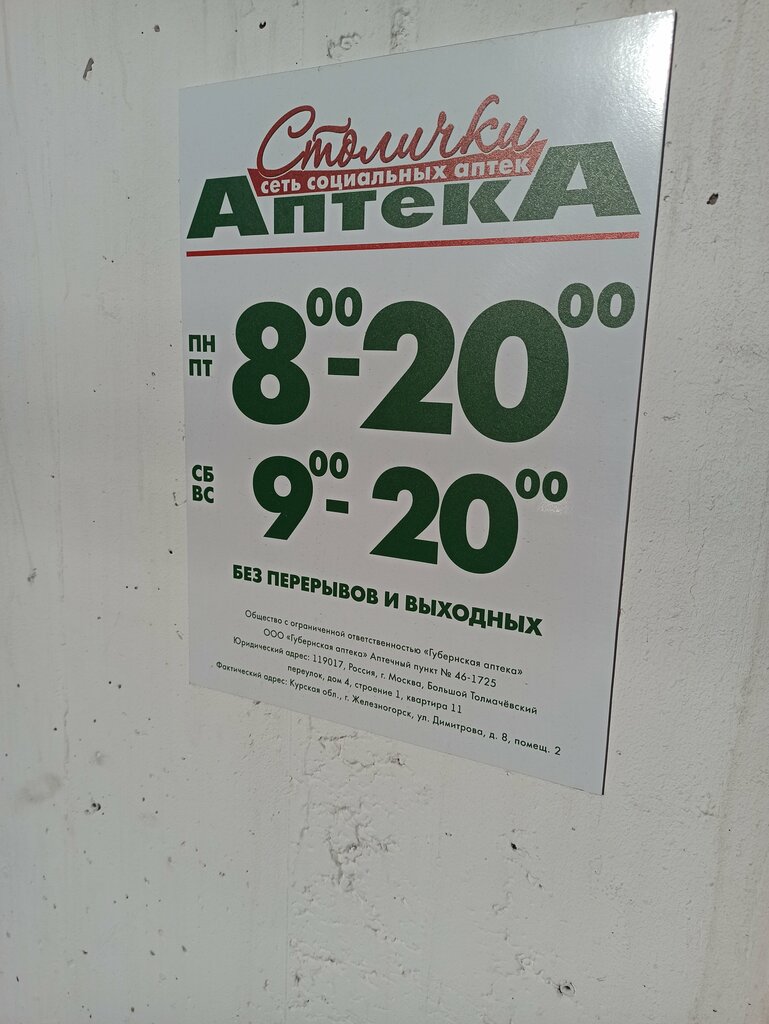 Столички
сеть социальных аптек
Аптека
ПН
ПТ
8⁰⁰-20⁰⁰
СБ
ВС
9⁰⁰-20⁰⁰
БЕЗ ПЕРЕРЫВОВ И ВЫХОДНЫХ
Общество с ограниченной ответственностью «Губернская аптека»
ООО «Губернская аптека» Аптечный пункт № 46-1725
Юридический адрес: 119017, Россия, г. Москва, Большой Толмачёвский
переулок, дом 4, строение 1, квартира 11
Фактический адрес: Курская обл., г. Железногорск, ул. Димитрова, д. 8, помещ. 2